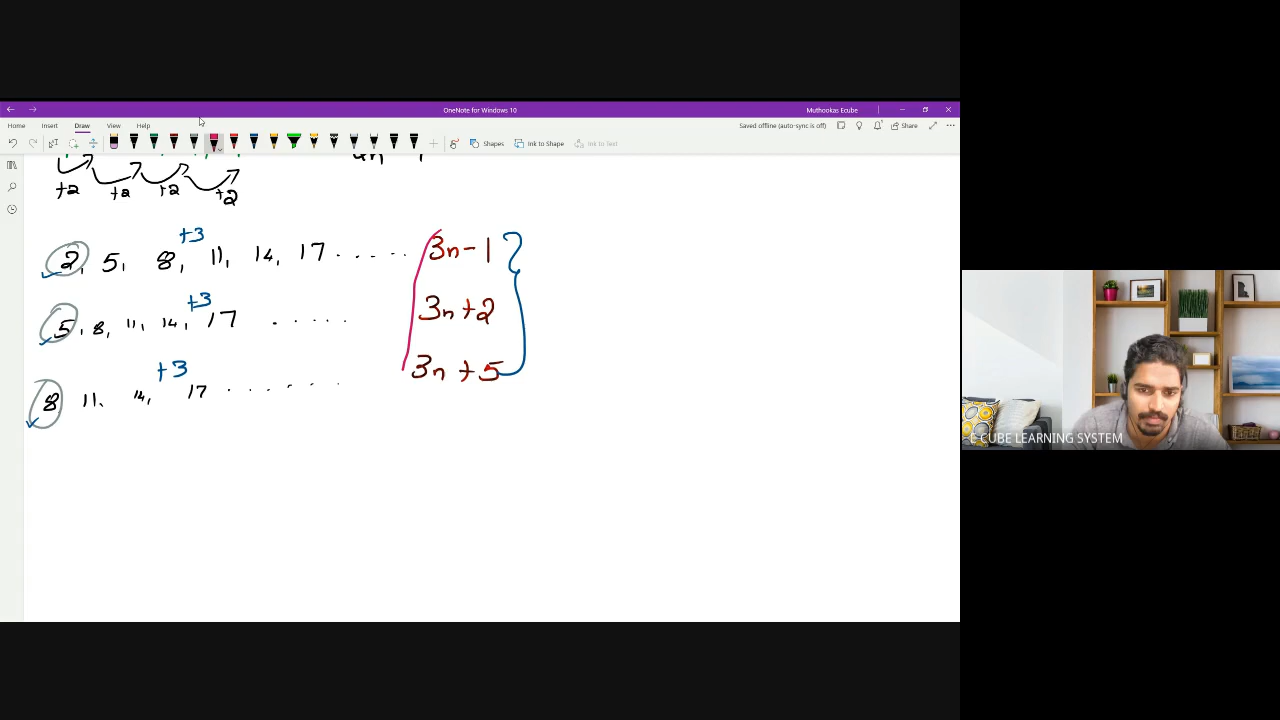 OneNote for Windows 10
Muthookas Ecube
Home Insert Draw View Help
Saved offline (auto-sync is off) Share
Shapes Ink to Shape Ink to Text
+2 +2 +2 +2
+3
2, 5, 8, 11, 14, 17 ...... 3n-1
+3
5, 8, 11, 14, 17 ..... 3n+2
+3
8 11, 14, 17 ....... 3n+5
E CUBE LEARNING SYSTEM